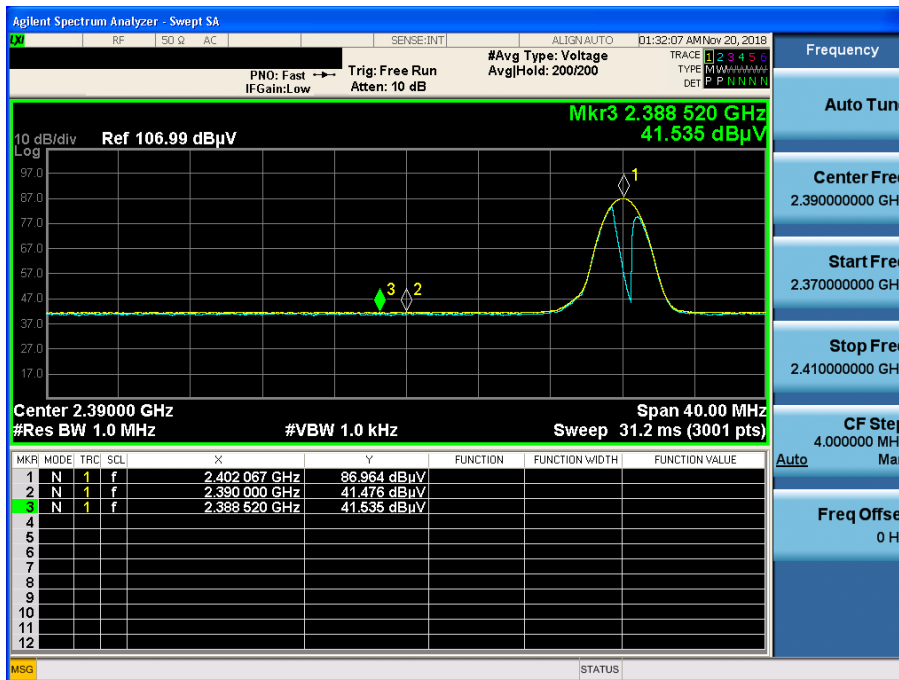 Agilent Spectrum Analyzer - Swept SA
LXI RF 50 Ω AC SENSE:INT ALIGNAUTO 01:32:07 AMNov 20, 2018
Frequency
PNO: Fast
IFGain:Low
Trig: Free Run
Atten: 10 dB
#Avg Type: Voltage
Avg|Hold: 200/200
TRACE 1 2 3 4 5 6
TYPE M W
DET P P N N N N
Auto Tun
Mkr3 2.388 520 GHz
41.535 dBµV
10 dB/div Ref 106.99 dBµV
Log
97.0
87.0
77.0
67.0
57.0
47.0
37.0
27.0
17.0
1
3 2
Center Fre
2.390000000 GH
Start Fre
2.370000000 GH
Stop Fre
2.410000000 GH
Center 2.39000 GHz Span 40.00 MHz
#Res BW 1.0 MHz #VBW 1.0 kHz Sweep 31.2 ms (3001 pts)
CF Step
4.000000 MH
Auto Ma
MKR MODE TRC SCL X Y FUNCTION FUNCTION WIDTH FUNCTION VALUE
1 N 1 f 2.402 067 GHz 86.964 dBµV
2 N 1 f 2.390 000 GHz 41.476 dBµV
3 N 1 f 2.388 520 GHz 41.535 dBµV
4
5
6
7
8
9
10
11
12
Freq Offse
0 H
MSG STATUS